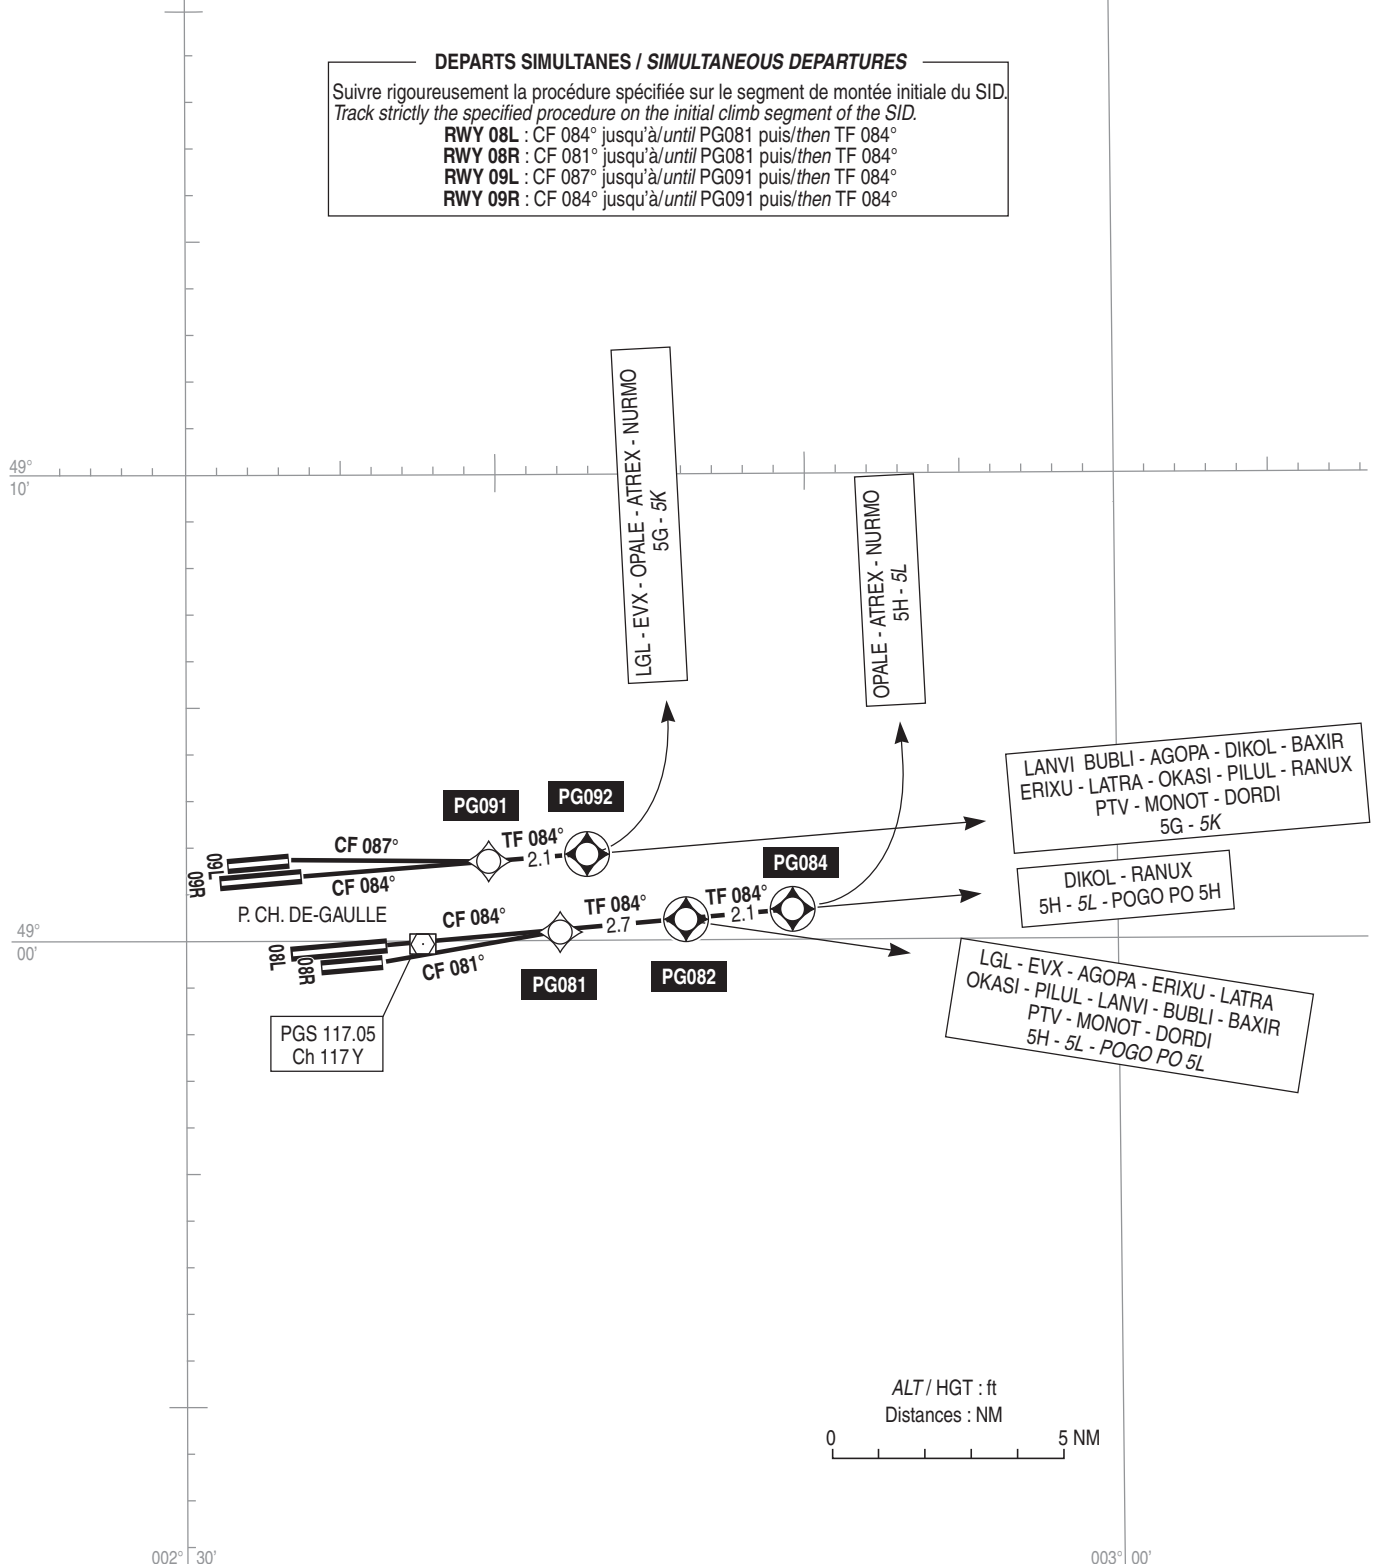 DEPARTS SIMULTANES / SIMULTANEOUS DEPARTURES
Suivre rigoureusement la procédure spécifiée sur le segment de montée initiale du SID.
Track strictly the specified procedure on the initial climb segment of the SID.
RWY 08L : CF 084° jusqu'à/until PG081 puis/then TF 084°
RWY 08R : CF 081° jusqu'à/until PG081 puis/then TF 084°
RWY 09L : CF 087° jusqu'à/until PG091 puis/then TF 084°
RWY 09R : CF 084° jusqu'à/until PG091 puis/then TF 084°
LGL - EVX - OPALE - ATREX - NURMO
5G - 5K
49°
10'
OPALE - ATREX - NURMO
5H - 5L
LANVI BUBLI - AGOPA - DIKOL - BAXIR
ERIXU - LATRA - OKASI - PILUL - RANUX
PTV - MONOT - DORDI
5G - 5K
PG091
PG092
CF 087°
TF 084°
2.1
09L
09R
CF 084°
PG084
DIKOL - RANUX
5H - 5L - POGO PO 5H
P. CH. DE-GAULLE
CF 084°
TF 084°
2.7
TF 084°
2.1
49°
00'
08L
08R
CF 081°
PG081
PG082
LGL - EVX - AGOPA - ERIXU - LATRA
OKASI - PILUL - LANVI - BUBLI - BAXIR
PTV - MONOT - DORDI
5H - 5L - POGO PO 5L
PGS 117.05
Ch 117 Y
ALT / HGT : ft
Distances : NM
0
5 NM
002° 30'
003° 00'